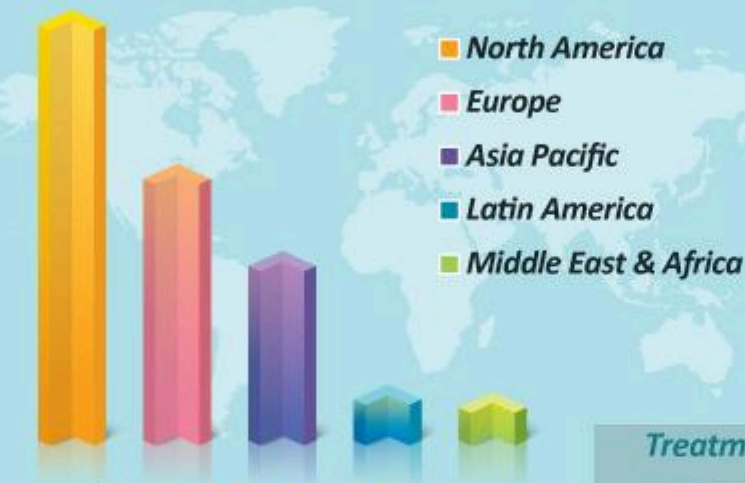 North America
Europe
Asia Pacific
Latin America
Middle East & Africa